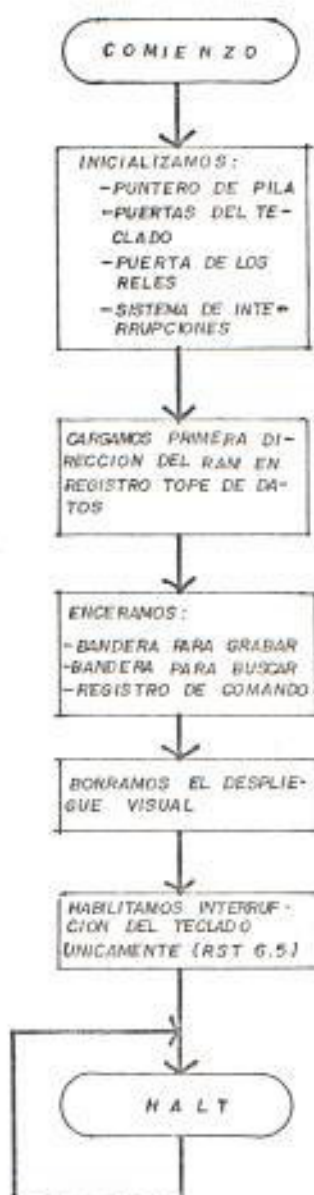 COMIENZO
INICIALIZAMOS:
-PUNTERO DE PILA
-PUERTAS DEL TE-
CLADO
-PUERTA DE LOS
RELES
-SISTEMA DE INTE-
RRUPCIONES
CARGAMOS PRIMERA DI-
RECCION DEL RAM EN
REGISTRO TOPE DE DA-
TOS
ENCERAMOS:
-BANDERA PARA GRABAR
-BANDERA PARA BUSCAR
-REGISTRO DE COMANDO
BORRAMOS EL DESPLIE-
GUE VISUAL
HABILITAMOS INTERRUP-
CION DEL TECLADO
UNICAMENTE (RST 6.5)
HALT